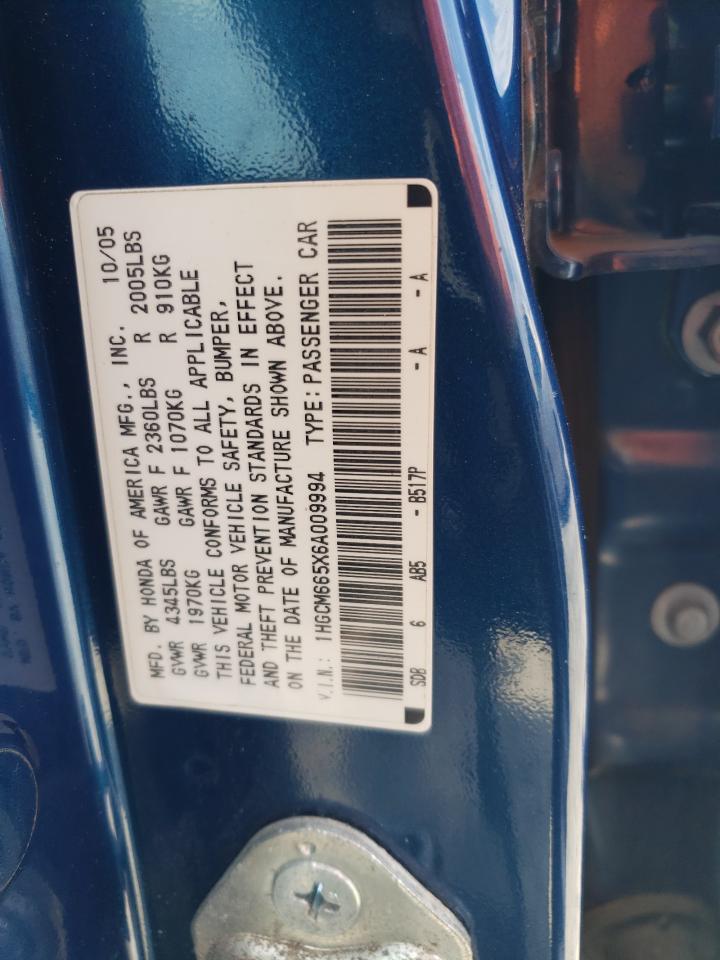 MFD. BY HONDA OF AMERICA MFG., INC. 10/05
GVWR 4345LBS GAWR F 2360LBS R 2005LBS
GVWR 1970KG GAWR F 1070KG R 910KG
THIS VEHICLE CONFORMS TO ALL APPLICABLE
FEDERAL MOTOR VEHICLE SAFETY, BUMPER,
AND THEFT PREVENTION STANDARDS IN EFFECT
ON THE DATE OF MANUFACTURE SHOWN ABOVE.
V.I.N.: 1HGCM665X6A009994 TYPE: PASSENGER CAR
SDB 6 AB5 - B517P - A - A